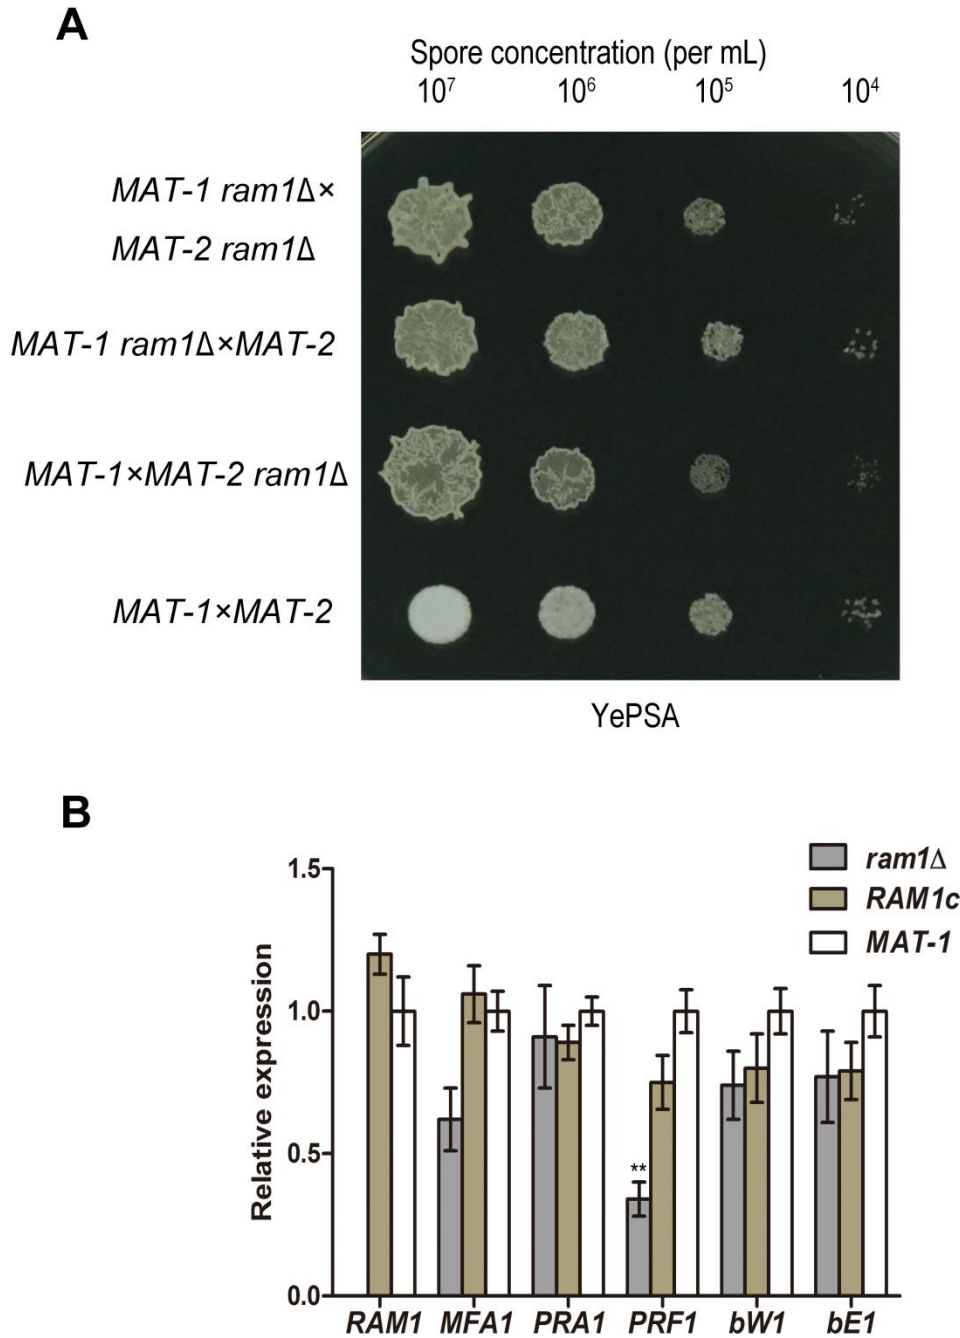 A
Spore concentration (per mL)
10⁷ 10⁶ 10⁵ 10⁴
MAT-1 ram1Δ×
MAT-2 ram1Δ
MAT-1 ram1Δ×MAT-2
MAT-1×MAT-2 ram1Δ
MAT-1×MAT-2
YePSA
B
ram1Δ
RAM1c
MAT-1
Relative expression
1.5
1.0
0.5
0.0
**
RAM1 MFA1 PRA1 PRF1 bW1 bE1